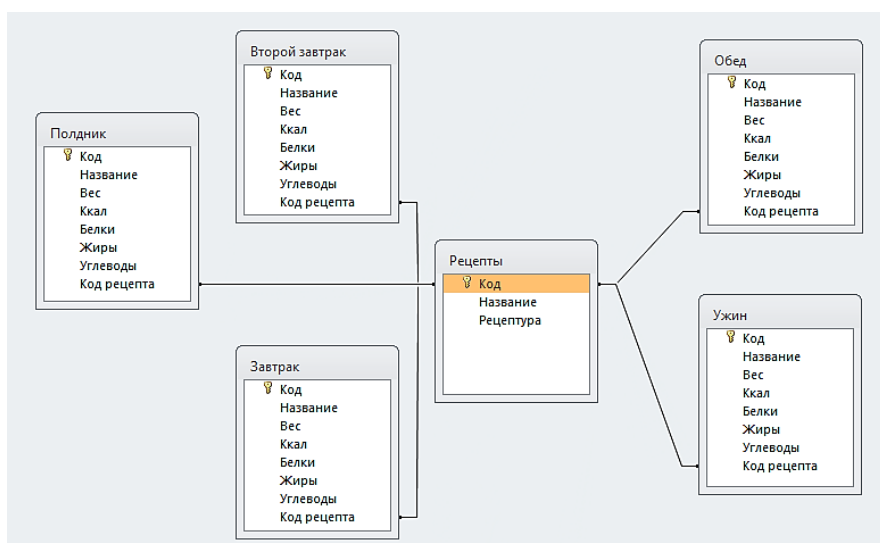 Полдник
Код
Название
Вес
Ккал
Белки
Жиры
Углеводы
Код рецепта
Второй завтрак
Код
Название
Вес
Ккал
Белки
Жиры
Углеводы
Код рецепта
Завтрак
Код
Название
Вес
Ккал
Белки
Жиры
Углеводы
Код рецепта
Рецепты
Код
Название
Рецептура
Обед
Код
Название
Вес
Ккал
Белки
Жиры
Углеводы
Код рецепта
Ужин
Код
Название
Вес
Ккал
Белки
Жиры
Углеводы
Код рецепта